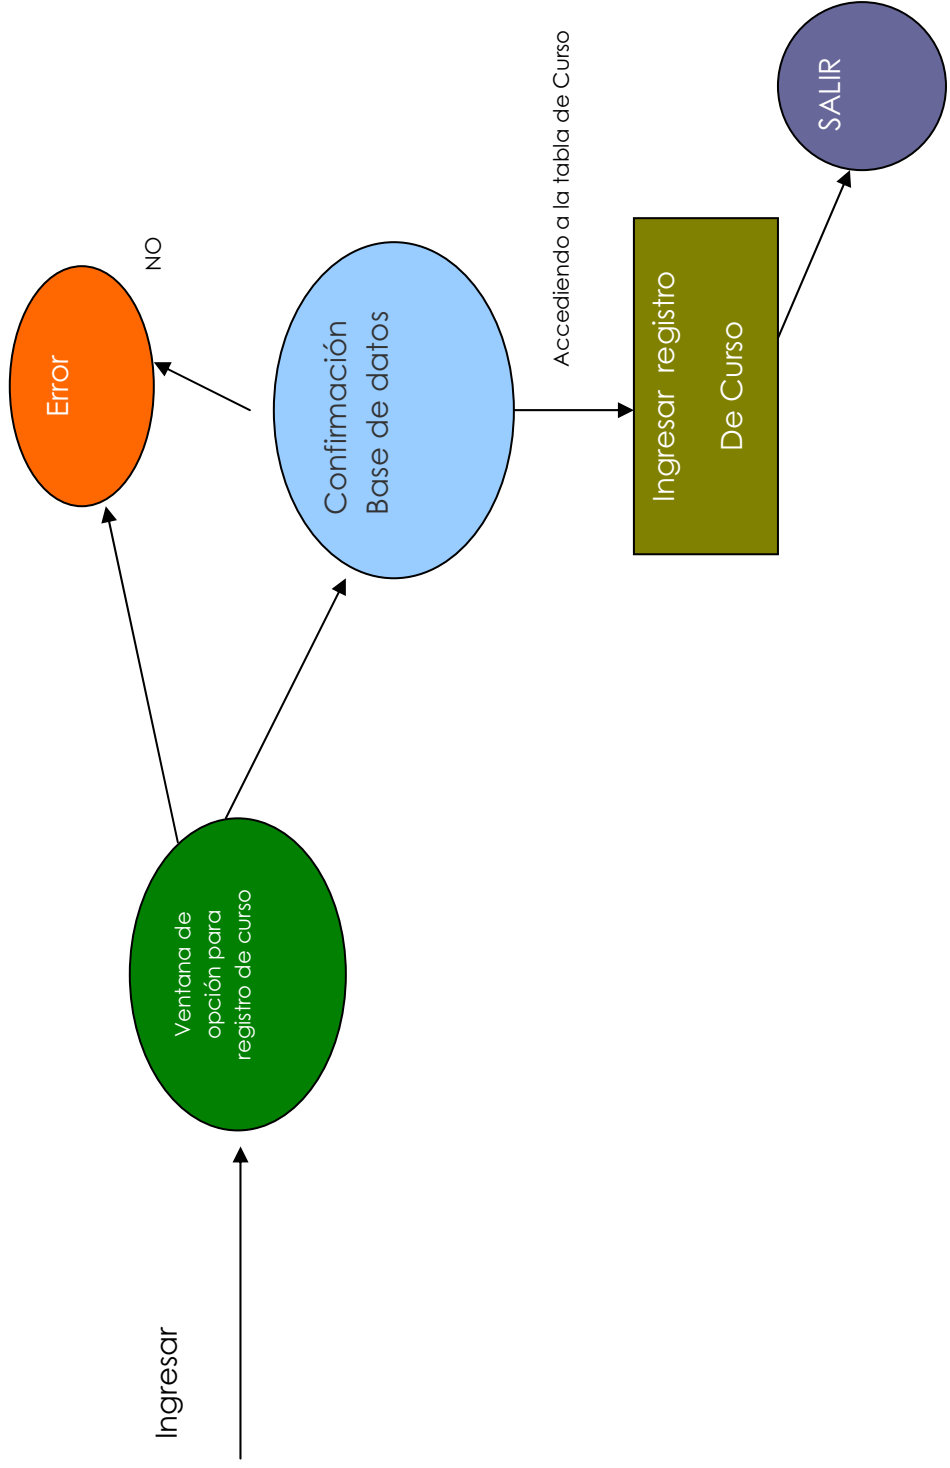 Ingresar
Ventana de
opción para
registro de curso
Error
NO
Confirmación
Base de datos
Accediendo a la tabla de Curso
Ingresar registro
De Curso
SALIR